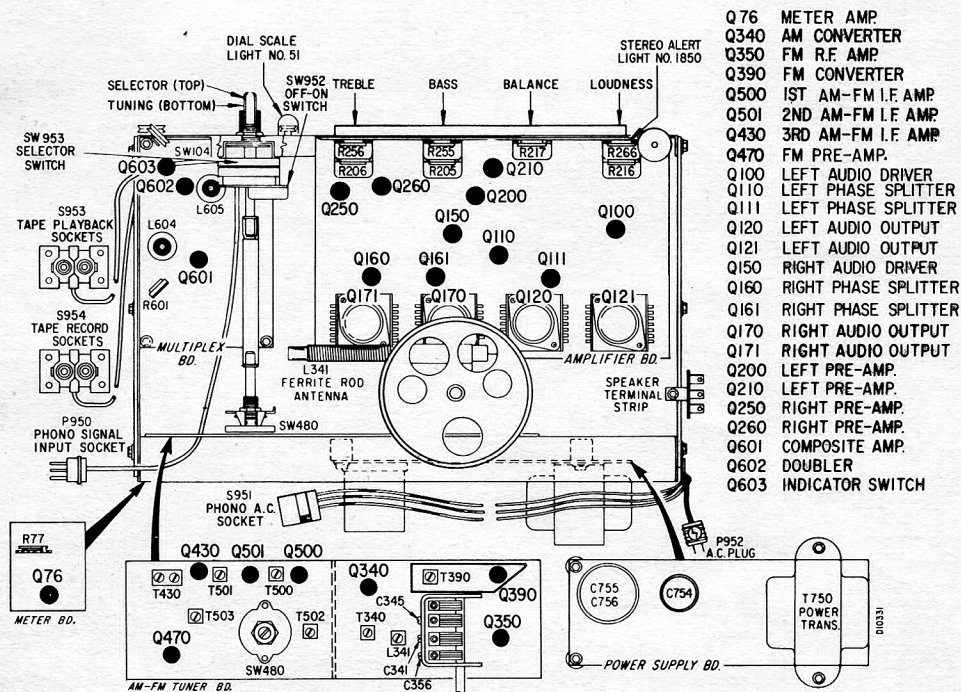 Q76 METER AMP.
Q340 AM CONVERTER
Q350 FM R.F. AMP.
Q390 FM CONVERTER
Q500 1ST AM-FM I.F. AMP.
Q501 2ND AM-FM I.F. AMP.
Q430 3RD AM-FM I.F. AMP.
Q470 FM PRE-AMP.
Q100 LEFT AUDIO DRIVER
Q110 LEFT PHASE SPLITTER
Q111 LEFT PHASE SPLITTER
Q120 LEFT AUDIO OUTPUT
Q121 LEFT AUDIO OUTPUT
Q150 RIGHT AUDIO DRIVER
Q160 RIGHT PHASE SPLITTER
Q161 RIGHT PHASE SPLITTER
Q170 RIGHT AUDIO OUTPUT
Q171 RIGHT AUDIO OUTPUT
Q200 LEFT PRE-AMP.
Q210 LEFT PRE-AMP.
Q250 RIGHT PRE-AMP.
Q260 RIGHT PRE-AMP.
Q601 COMPOSITE AMP.
Q602 DOUBLER
Q603 INDICATOR SWITCH
DIAL SCALE
LIGHT NO. 51
STEREO ALERT
LIGHT NO. 1850
SELECTOR (TOP)
TUNING (BOTTOM)
SW952
OFF-ON
SWITCH
TREBLE
BASS
BALANCE
LOUDNESS
SW953
SELECTOR
SWITCH
SW104
R256
R206
R255
R205
R217
R266
R216
Q603
Q602
L605
Q250
Q260
Q210
Q200
Q150
Q110
Q100
S953
TAPE PLAYBACK
SOCKETS
L604
Q601
R601
Q160
Q161
Q111
Q171
Q170
Q120
Q121
S954
TAPE RECORD
SOCKETS
MULTIPLEX
BD.
L341
FERRITE ROD
ANTENNA
AMPLIFIER BD.
SPEAKER
TERMINAL
STRIP
P950
PHONO SIGNAL
INPUT SOCKET
SW480
S951
PHONO A.C.
SOCKET
P952
A.C. PLUG
R77
Q76
METER BD.
Q430
Q501
Q500
T430
T501
T500
T503
T502
Q470
SW480
AM-FM TUNER BD.
Q340
T390
Q390
C345
T340
L341
C341
C356
Q350
C755
C756
C754
T750
POWER
TRANS.
POWER SUPPLY BD.
D10331